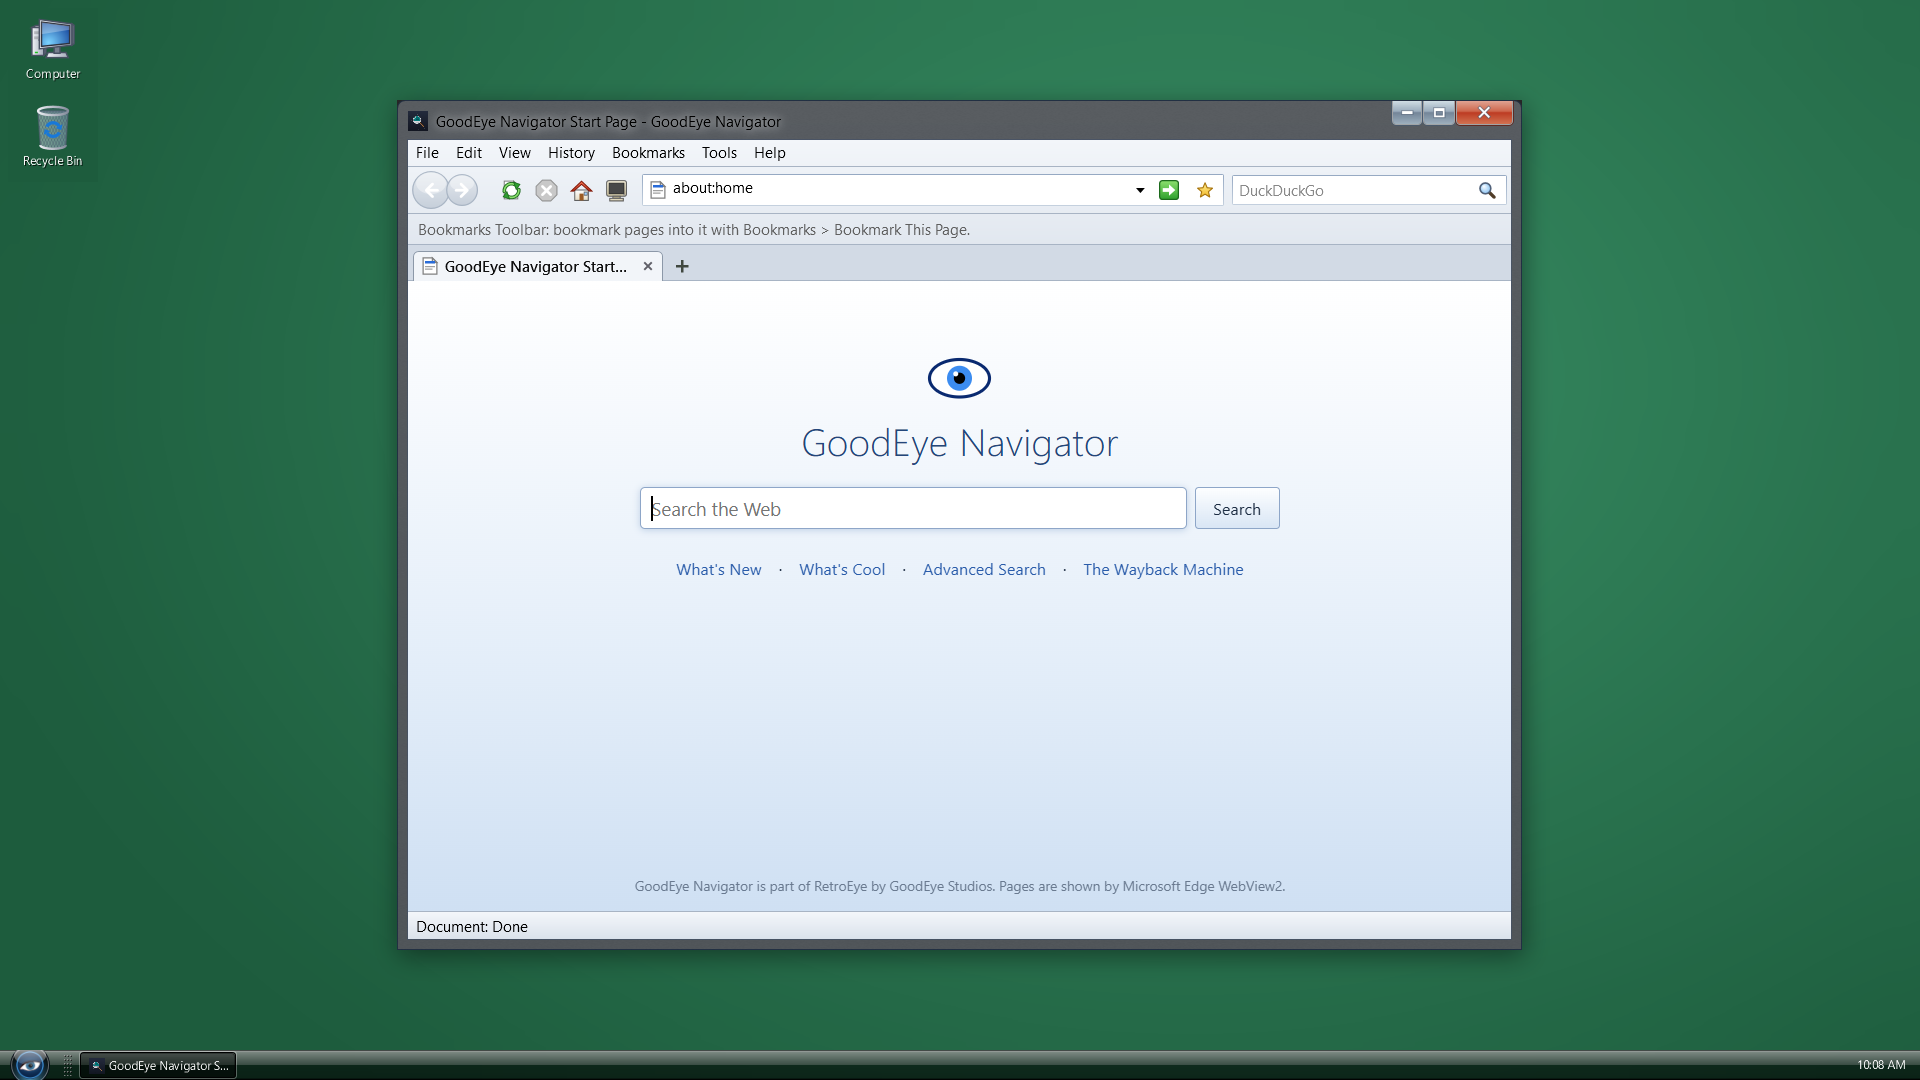 Computer
Recycle Bin
GoodEye Navigator Start Page - GoodEye Navigator
File Edit View History Bookmarks Tools Help
about:home
DuckDuckGo
Bookmarks Toolbar: bookmark pages into it with Bookmarks > Bookmark This Page.
GoodEye Navigator Start...
GoodEye Navigator
Search the Web
Search
What's New · What's Cool · Advanced Search · The Wayback Machine
GoodEye Navigator is part of RetroEye by GoodEye Studios. Pages are shown by Microsoft Edge WebView2.
Document: Done
GoodEye Navigator S...
10:08 AM